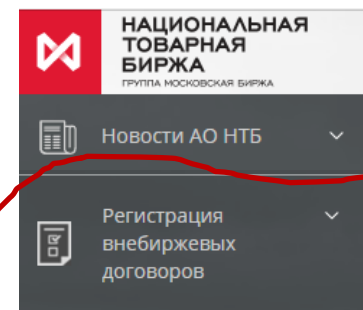 НАЦИОНАЛЬНАЯ
ТОВАРНАЯ
БИРЖА
ГРУППА МОСКОВСКАЯ БИРЖА
Новости АО НТБ
Регистрация
внебиржевых
договоров